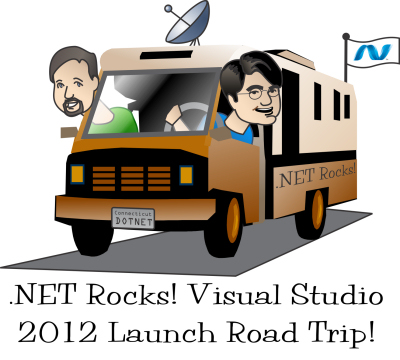 .NET Rocks!
Connecticut
DOTNET
.NET Rocks! Visual Studio
2012 Launch Road Trip!